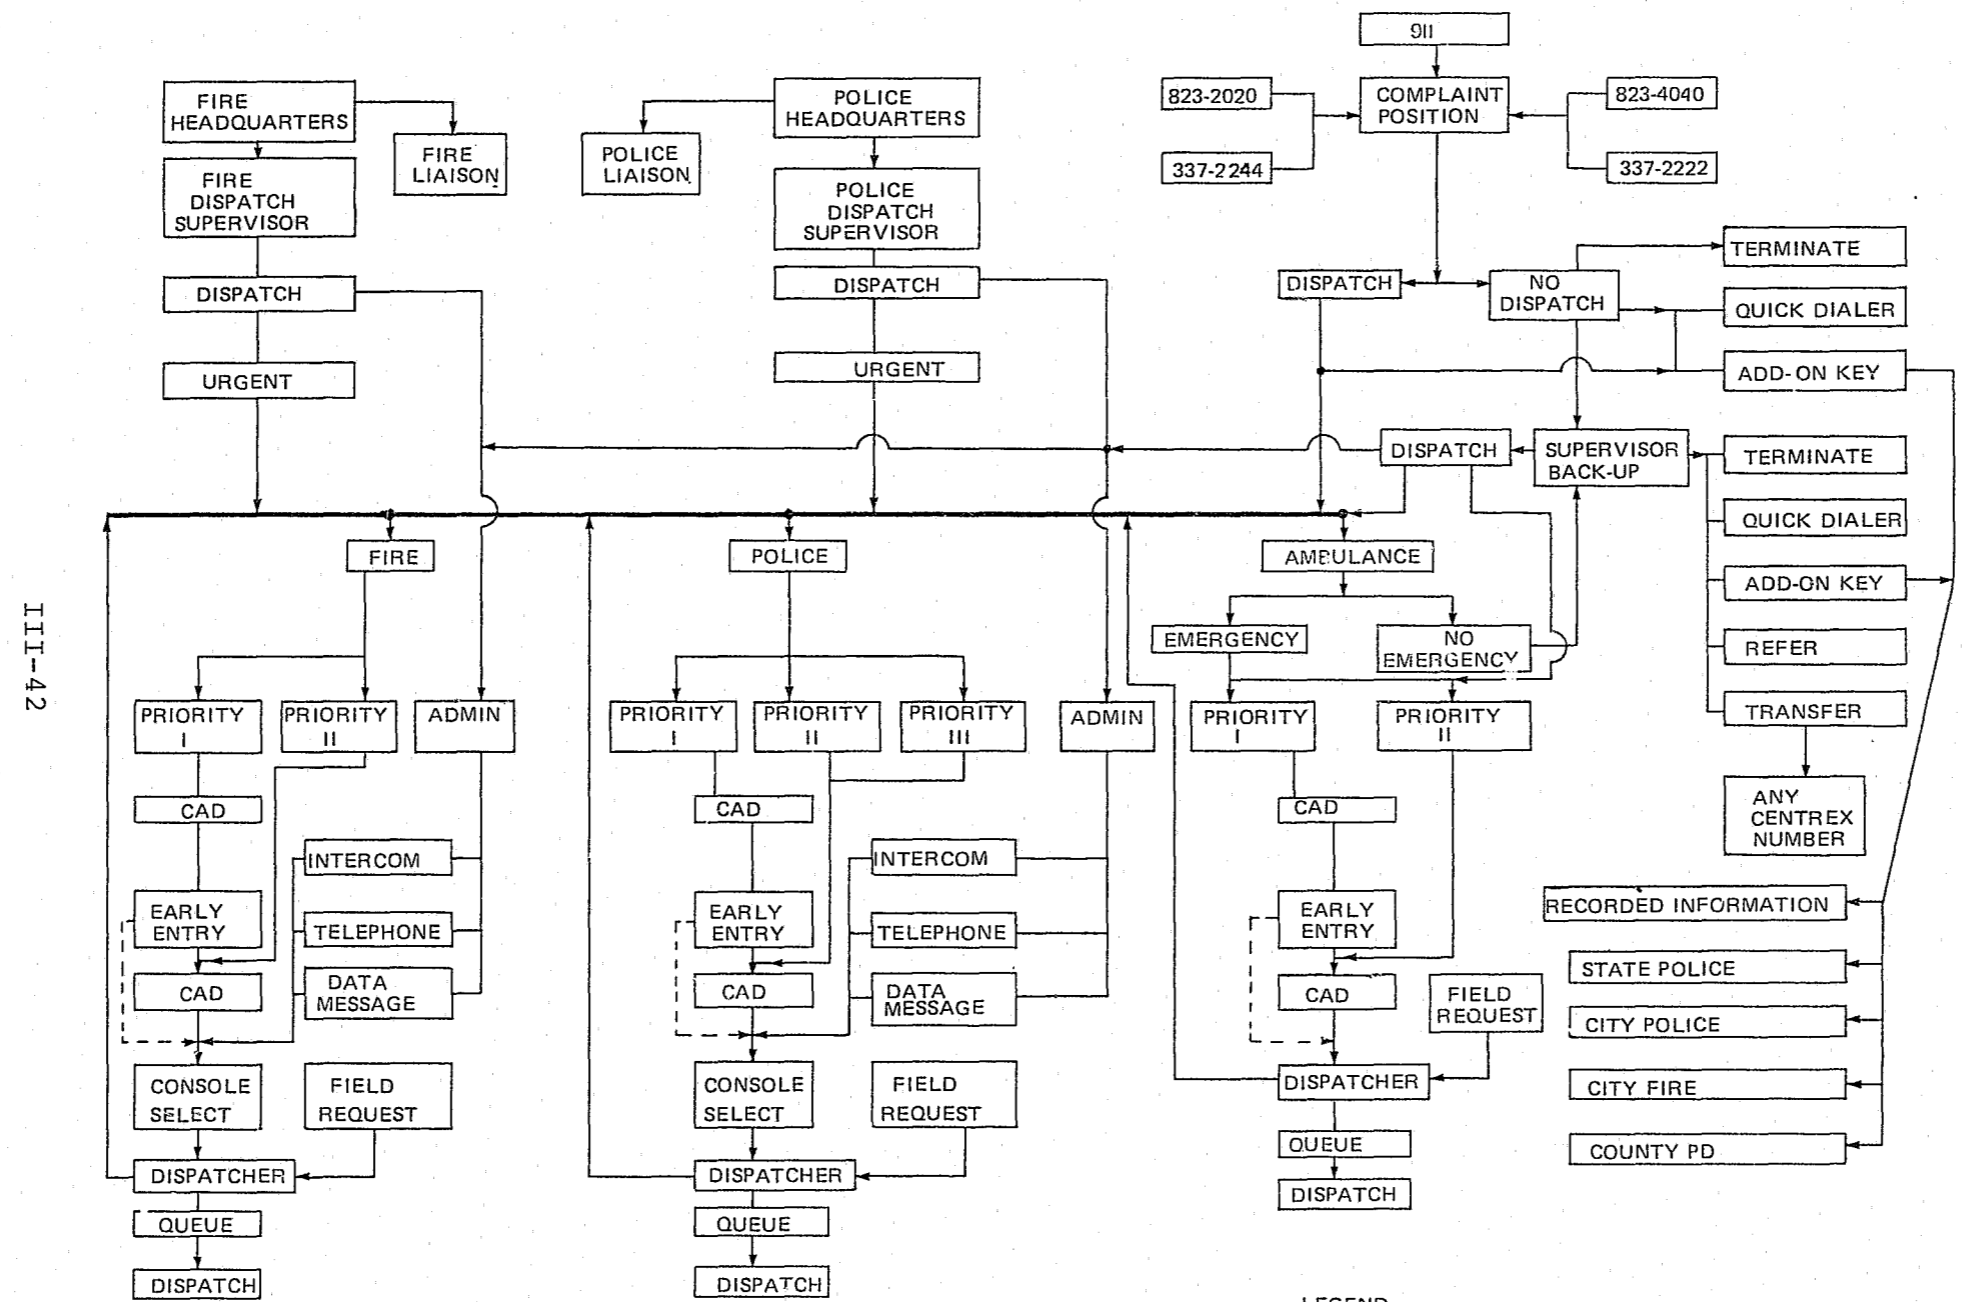 911
823-2020
COMPLAINT
POSITION
823-4040
337-2244
337-2222
FIRE
HEADQUARTERS
FIRE
LIAISON
FIRE
DISPATCH
SUPERVISOR
DISPATCH
URGENT
POLICE
HEADQUARTERS
POLICE
LIAISON
POLICE
DISPATCH
SUPERVISOR
DISPATCH
URGENT
DISPATCH
NO
DISPATCH
TERMINATE
QUICK DIALER
ADD-ON KEY
DISPATCH
SUPERVISOR
BACK-UP
TERMINATE
QUICK DIALER
ADD-ON KEY
REFER
TRANSFER
ANY
CENTREX
NUMBER
RECORDED INFORMATION
STATE POLICE
CITY POLICE
CITY FIRE
COUNTY PD
FIRE
PRIORITY
I
PRIORITY
II
ADMIN
CAD
INTERCOM
EARLY
ENTRY
TELEPHONE
CAD
DATA
MESSAGE
CONSOLE
SELECT
FIELD
REQUEST
DISPATCHER
QUEUE
DISPATCH
POLICE
PRIORITY
I
PRIORITY
II
PRIORITY
III
ADMIN
CAD
INTERCOM
EARLY
ENTRY
TELEPHONE
CAD
DATA
MESSAGE
CONSOLE
SELECT
FIELD
REQUEST
DISPATCHER
QUEUE
DISPATCH
AMBULANCE
EMERGENCY
NO
EMERGENCY
PRIORITY
I
PRIORITY
II
CAD
EARLY
ENTRY
CAD
FIELD
REQUEST
DISPATCHER
QUEUE
DISPATCH
III-42
LEGEND